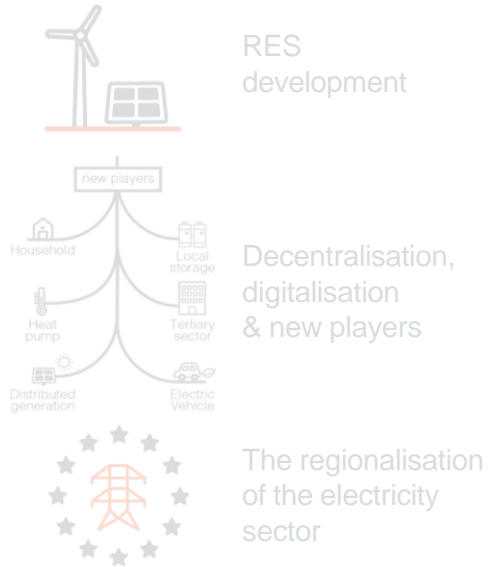 RES
development
new players
Household
Local
storage
Heat
pump
Tertiary
sector
Distributed
generation
Electric
Vehicle
Decentralisation,
digitalisation
& new players
The regionalisation
of the electricity
sector